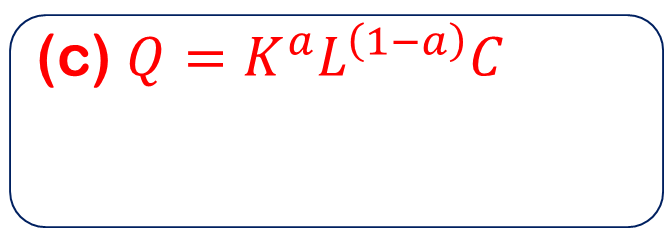 (c) Q = K^a L^(1−a) C